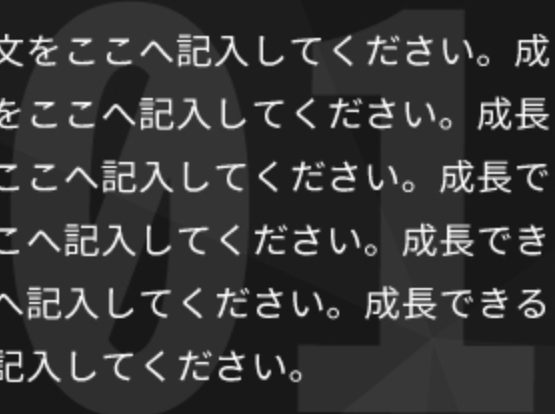 文をここへ記入してください。成
をここへ記入してください。成長
ここへ記入してください。成長で
こへ記入してください。成長でき
へ記入してください。成長できる
記入してください。
01